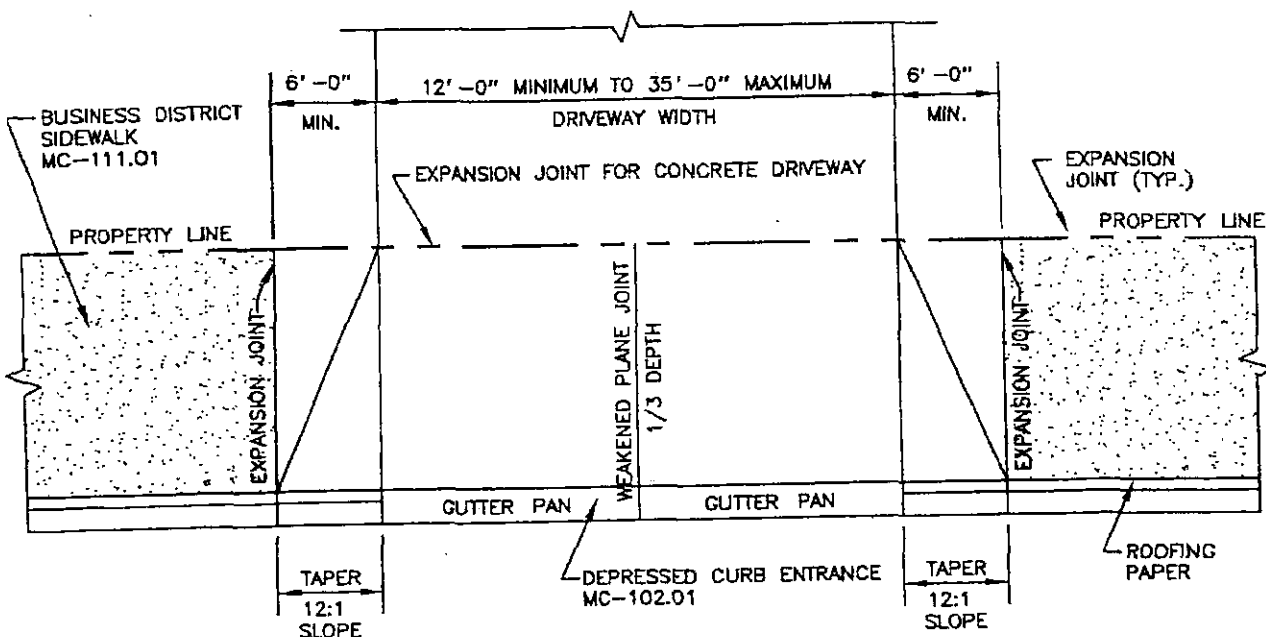 6'-0"
12'-0" MINIMUM TO 35'-0" MAXIMUM
6'-0"
MIN.
DRIVEWAY WIDTH
MIN.
BUSINESS DISTRICT
SIDEWALK
MC-111.01
EXPANSION JOINT FOR CONCRETE DRIVEWAY
EXPANSION
JOINT (TYP.)
PROPERTY LINE
PROPERTY LINE
EXPANSION JOINT
WEAKENED PLANE JOINT
1/3 DEPTH
EXPANSION JOINT
GUTTER PAN
GUTTER PAN
TAPER
12:1
SLOPE
DEPRESSED CURB ENTRANCE
MC-102.01
TAPER
12:1
SLOPE
ROOFING
PAPER